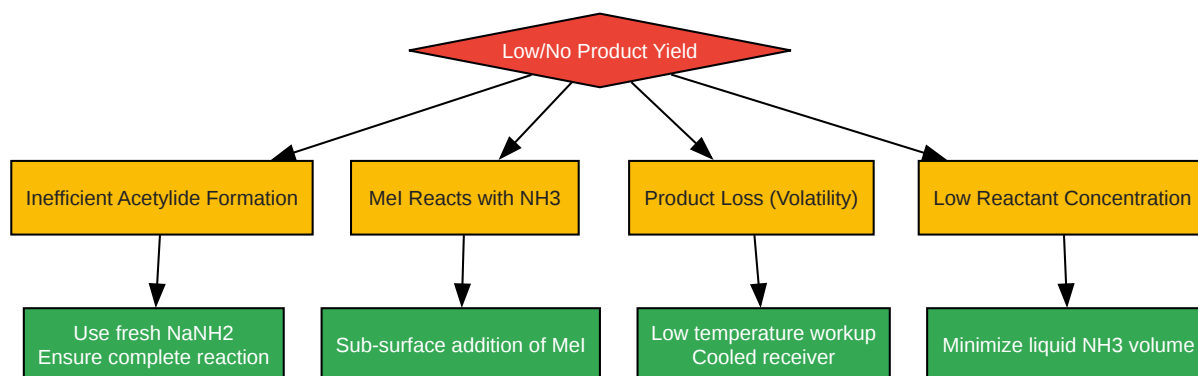 Low/No Product Yield
Inefficient Acetylide Formation
MeI Reacts with NH3
Product Loss (Volatility)
Low Reactant Concentration
Use fresh NaNH2
Ensure complete reaction
Sub-surface addition of MeI
Low temperature workup
Cooled receiver
Minimize liquid NH3 volume